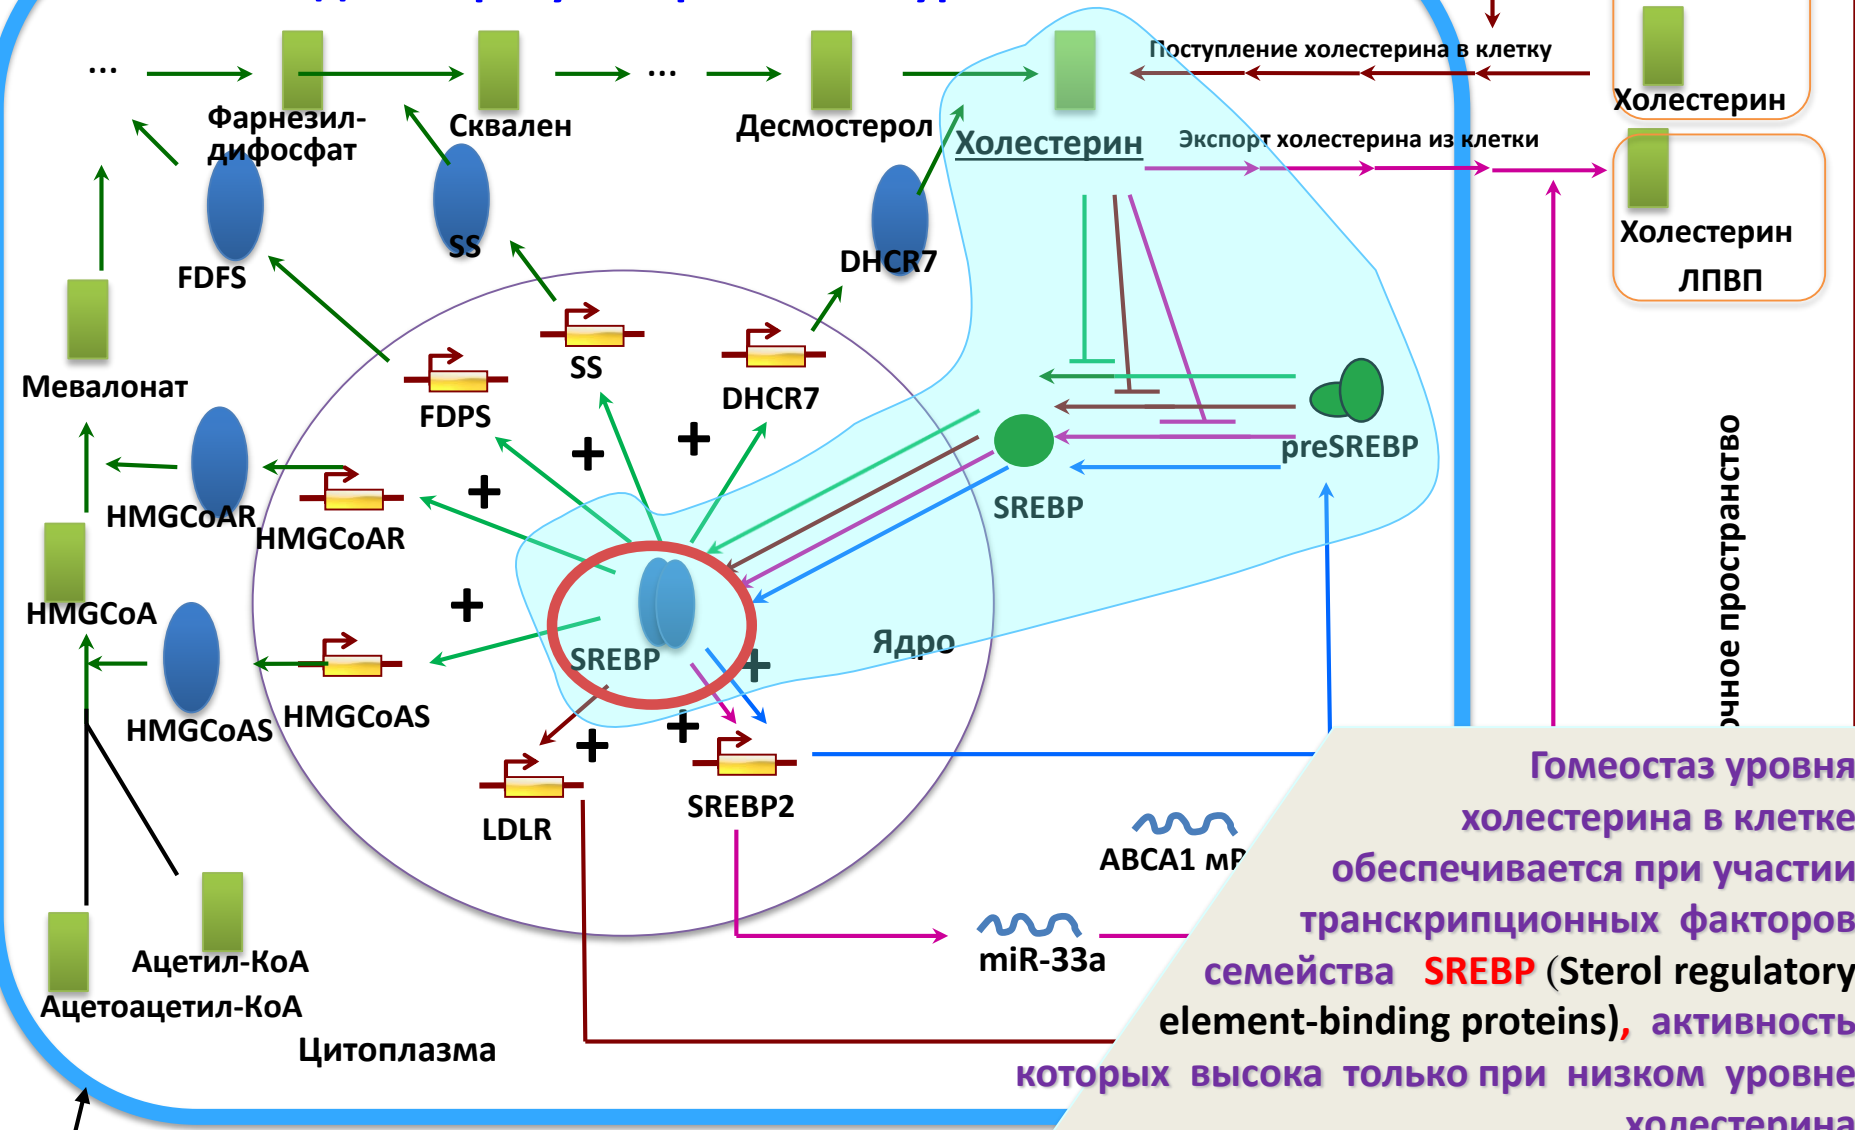 ...
...
Поступление холестерина в клетку
Холестерин
Фарнезил-
дифосфат
Сквален
Десмостерол
Холестерин
Экспорт холестерина из клетки
Холестерин
ЛПВП
FDFS
SS
DHCR7
Мевалонат
FDPS
SS
DHCR7
+
+
+
preSREBP
SREBP
HMGCoAR
HMGCoAR
HMGCoA
+
Ядро
SREBP
+
HMGCoAS
HMGCoAS
+
+
LDLR
SREBP2
ABCA1
miR-33a
Ацетил-КоА
Ацетоацетил-КоА
Цитоплазма
пространство
Гомеостаз уровня
холестерина в клетке
обеспечивается при участии
транскрипционных факторов
семейства SREBP (Sterol regulatory
element-binding proteins), активность
которых высока только при низком уровне
холестерина